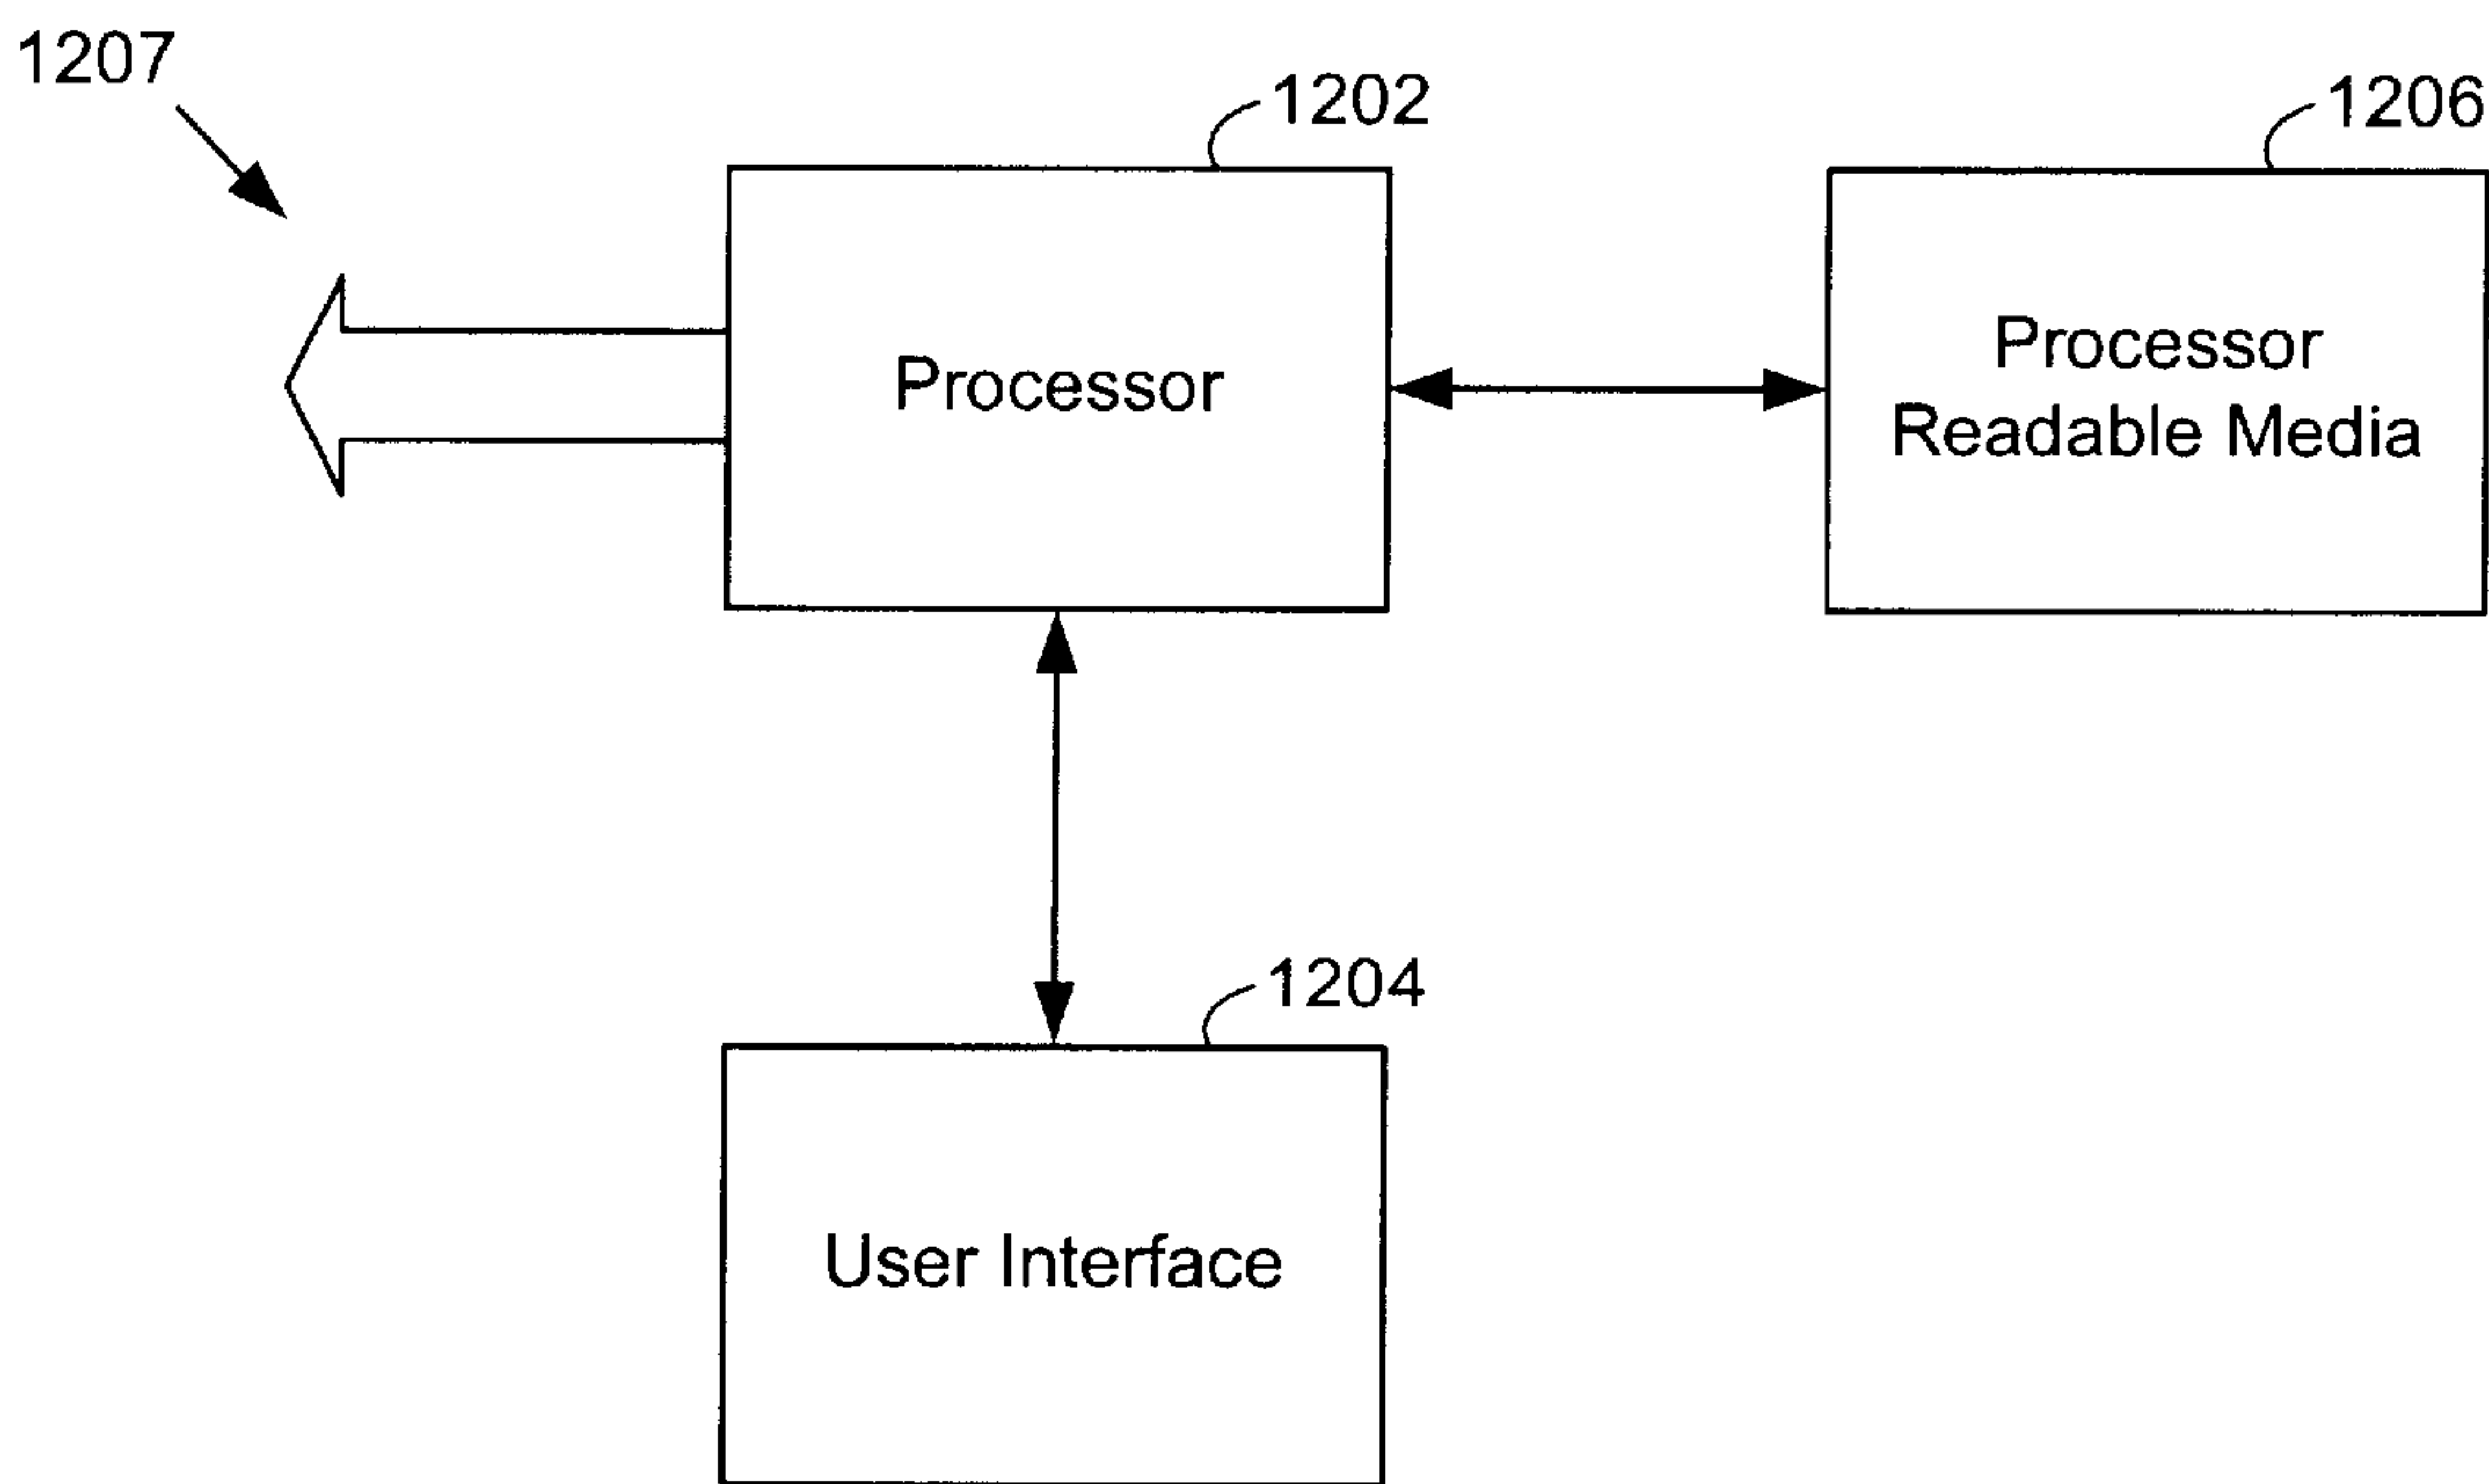 1207
1202
1206
Processor
Processor
Readable Media
1204
User Interface